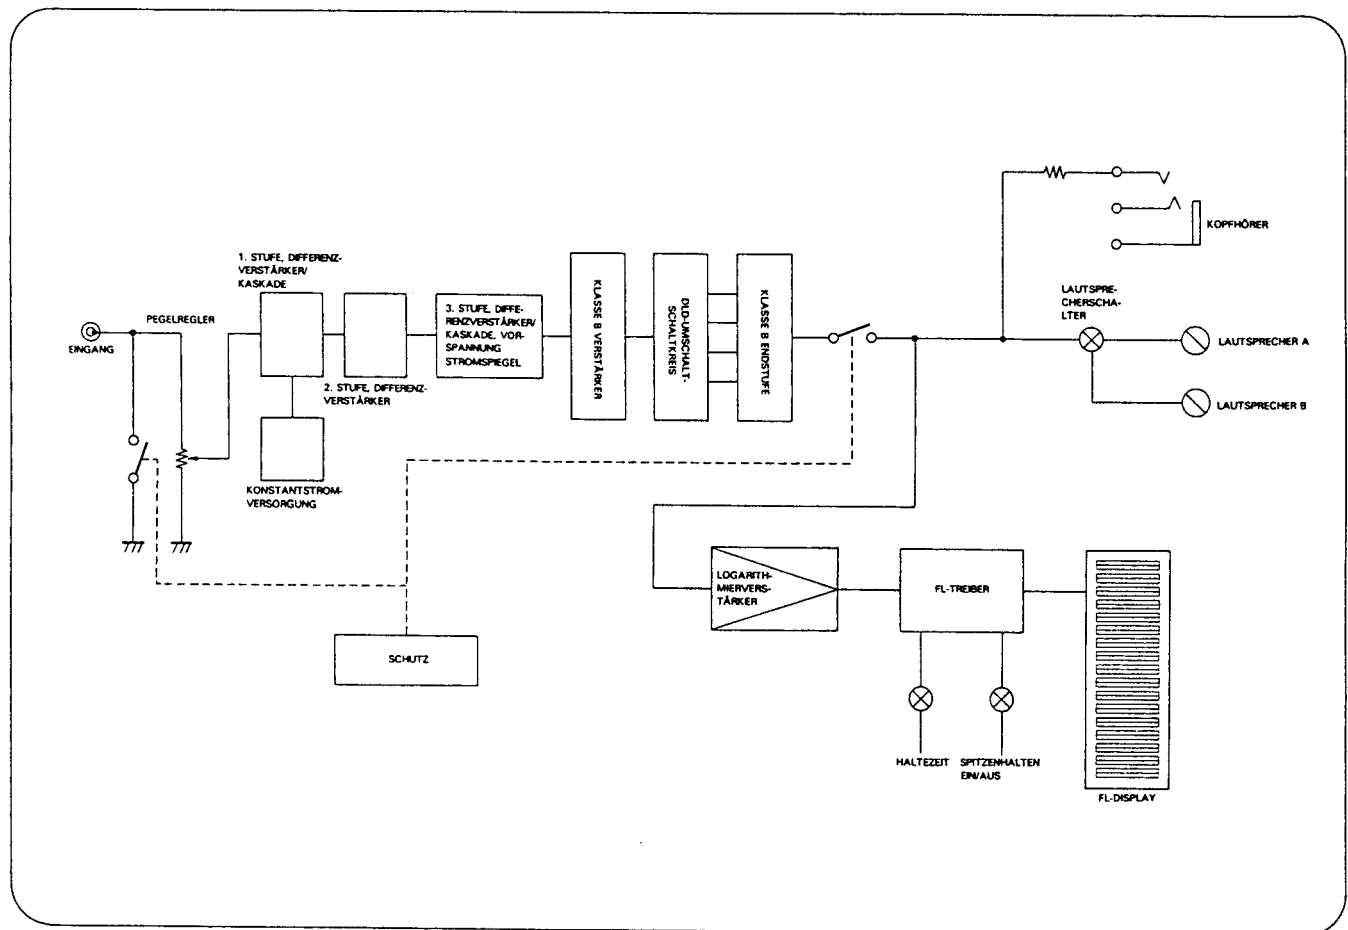 KOPFHÖRER
1. STUFE, DIFFERENZ-
VERSTÄRKER/
KASKADE
KLASSE B VERSTÄRKER
DLD-UMSCHALT-
SCHALTKREIS
KLASSE B ENDSTUFE
LAUTSPRE-
CHERSCHA-
LTER
PEGELREGLER
EINGANG
3. STUFE, DIFFE-
RENZVERSTÄRKER/
KASKADE, VOR-
SPANNUNG
STROMSPIEGEL
LAUTSPRECHER A
2. STUFE, DIFFERENZ-
VERSTÄRKER
LAUTSPRECHER B
KONSTANTSTROM-
VERSORGUNG
LOGARITH-
MIERVERS-
TÄRKER
FL-TREIBER
SCHUTZ
HALTEZEIT
SPITZENHALTEN
EIN/AUS
FL-DISPLAY